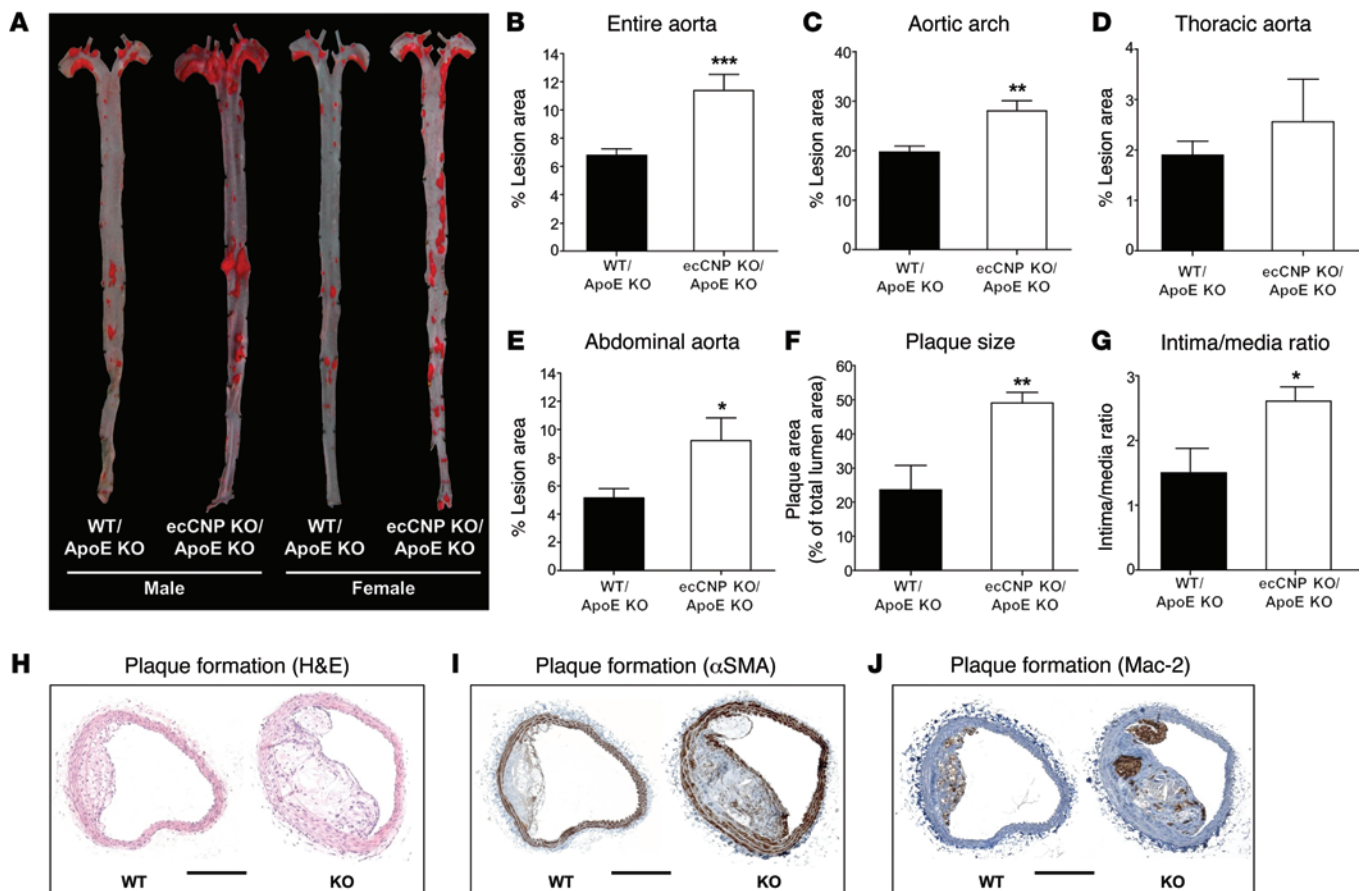 A
WT/
ApoE KO
ecCNP KO/
ApoE KO
WT/
ApoE KO
ecCNP KO/
ApoE KO
Male
Female
B
Entire aorta
% Lesion area
14
12
10
8
6
4
2
0
***
WT/
ApoE KO
ecCNP KO/
ApoE KO
C
Aortic arch
% Lesion area
40
30
20
10
0
**
WT/
ApoE KO
ecCNP KO/
ApoE KO
D
Thoracic aorta
% Lesion area
4
3
2
1
0
WT/
ApoE KO
ecCNP KO/
ApoE KO
E
Abdominal aorta
% Lesion area
14
12
10
8
6
4
2
0
*
WT/
ApoE KO
ecCNP KO/
ApoE KO
F
Plaque size
Plaque area
(% of total lumen area)
60
50
40
30
20
10
0
**
WT/
ApoE KO
ecCNP KO/
ApoE KO
G
Intima/media ratio
Intima/media ratio
3
2
1
0
*
WT/
ApoE KO
ecCNP KO/
ApoE KO
H
Plaque formation (H&E)
WT
KO
I
Plaque formation (αSMA)
WT
KO
J
Plaque formation (Mac-2)
WT
KO